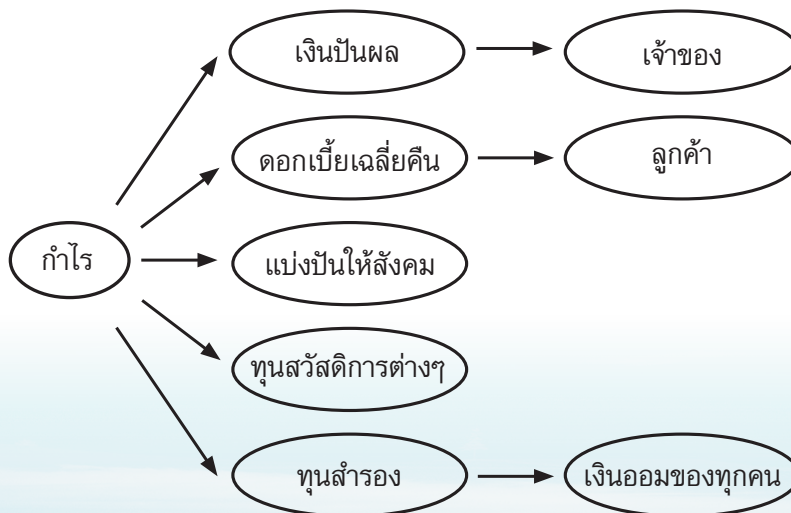 เงินปันผล
เจ้าของ
ดอกเบี้ยเฉลี่ยคืน
ลูกค้า
กำไร
แบ่งปันให้สังคม
ทุนสวัสดิการต่างๆ
ทุนสำรอง
เงินออมของทุกคน